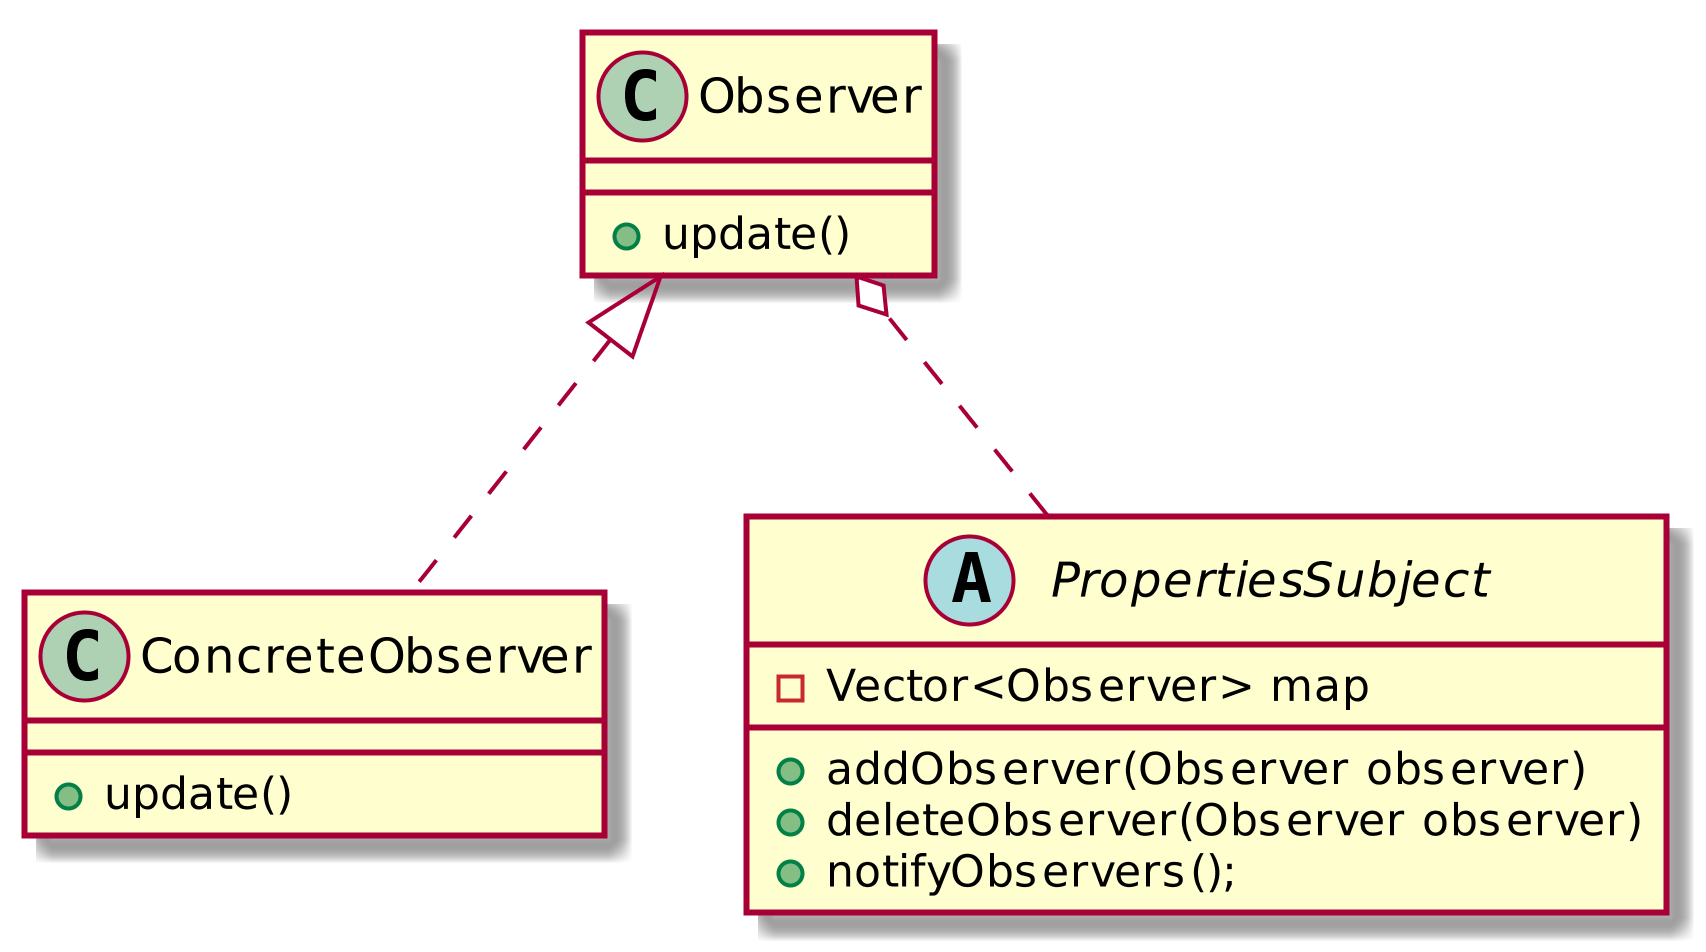 C Observer
update()
C ConcreteObserver
update()
A PropertiesSubject
Vector<Observer> map
addObserver(Observer observer)
deleteObserver(Observer observer)
notifyObservers();